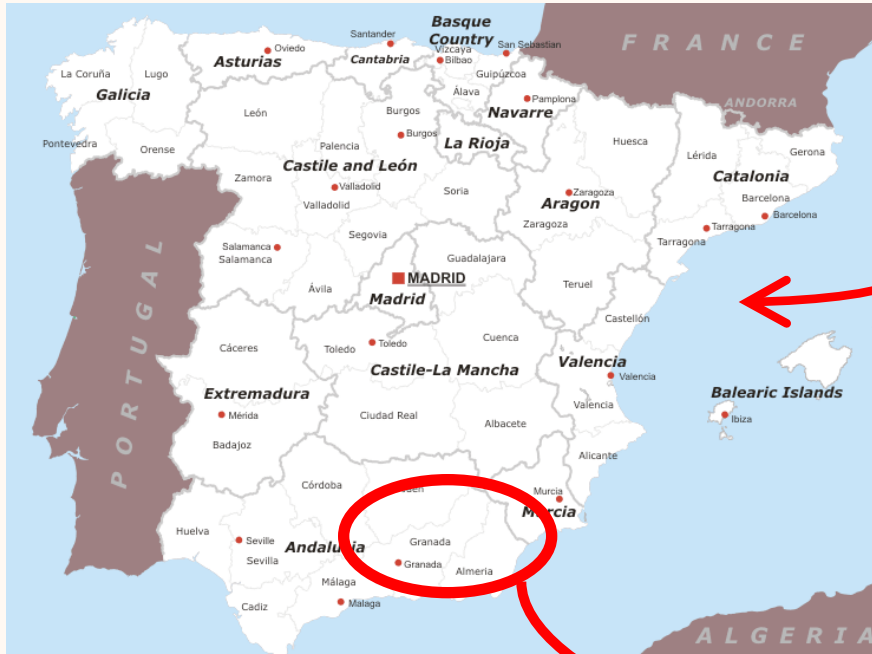 Basque
Country
FRANCE
Santander
San Sebastian
Oviedo
Vizcaya
Bilbao
Asturias
Cantabria
La Coruña
Lugo
Guipúzcoa
Álava
Galicia
León
Burgos
Pamplona
Navarre
ANDORRA
Burgos
Huesca
Pontevedra
Orense
Palencia
La Rioja
Lérida
Gerona
Castile and León
Catalonia
Zamora
Valladolid
Soria
Zaragoza
Aragon
Barcelona
Valladolid
Barcelona
Zaragoza
Tarragona
Segovia
Tarragona
Salamanca
Salamanca
Guadalajara
MADRID
Ávila
Madrid
Teruel
PORTUGAL
Castellón
Cáceres
Toledo
Toledo
Cuenca
Castile-La Mancha
Valencia
Valencia
Extremadura
Balearic Islands
Valencia
Mérida
Ciudad Real
Albacete
Ibiza
Badajoz
Alicante
Córdoba
Murcia
Murcia
Huelva
Seville
Andalucia
Granada
Sevilla
Granada
Almeria
Málaga
Cadiz
Malaga
ALGERIA